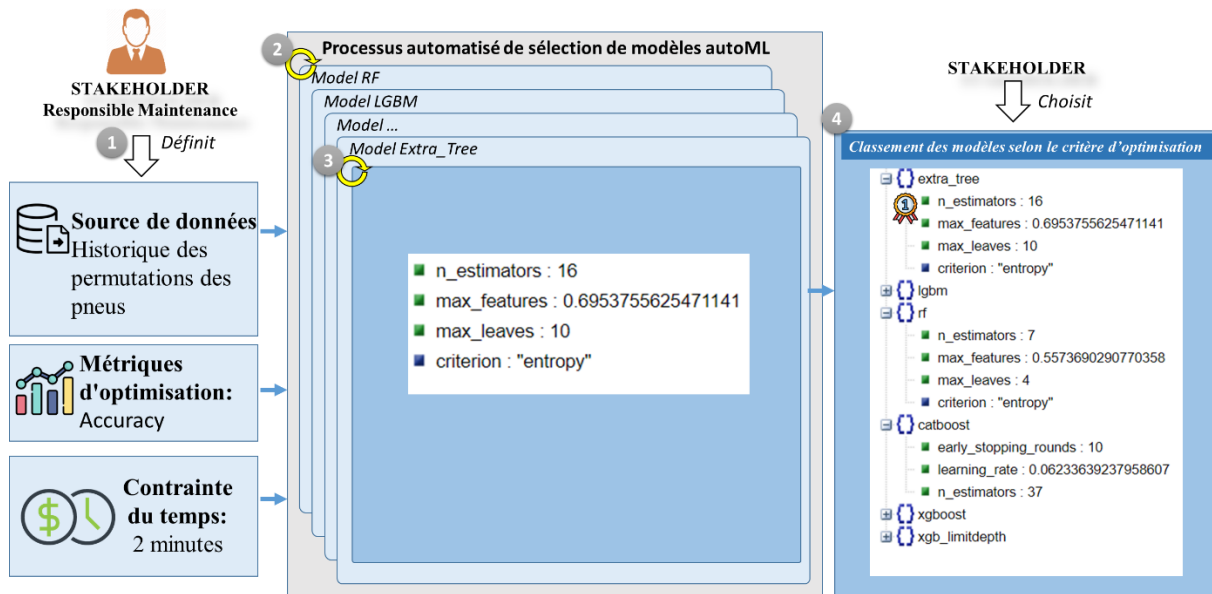 STAKEHOLDER
Responsible Maintenance
1
Définit
Source de données
Historique des
permutations des
pneus
Métriques
d'optimisation:
Accuracy
$
Contrainte
du temps:
2 minutes
2
Processus automatisé de sélection de modèles autoML
Model RF
Model LGBM
Model ...
Model Extra_Tree
3
n_estimators : 16
max_features : 0.6953755625471141
max_leaves : 10
criterion : "entropy"
STAKEHOLDER
Choisit
4
Classement des modèles selon le critère d'optimisation
{} extra_tree
1
n_estimators : 16
max_features : 0.6953755625471141
max_leaves : 10
criterion : "entropy"
{} lgbm
{} rf
n_estimators : 7
max_features : 0.5573690290770358
max_leaves : 4
criterion : "entropy"
{} catboost
early_stopping_rounds : 10
learning_rate : 0.06233639237958607
n_estimators : 37
{} xgboost
{} xgb_limitdepth